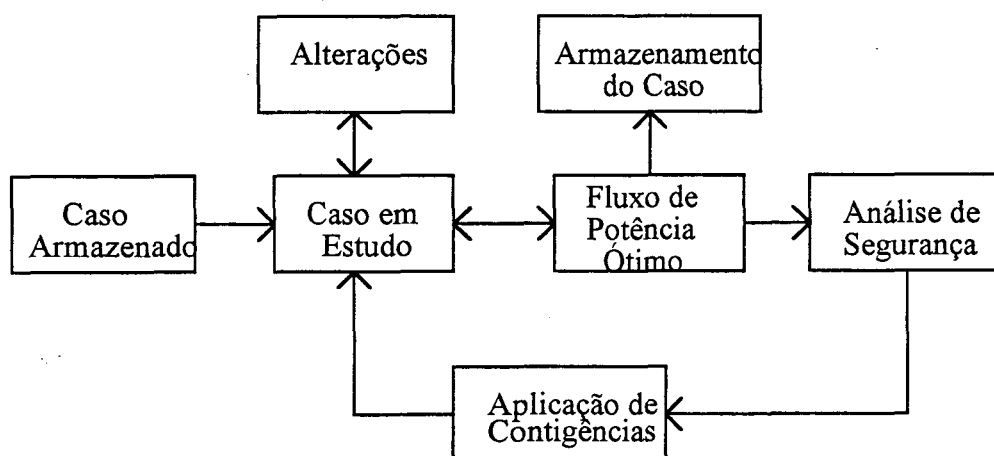 Alterações
Armazenamento
do Caso
Caso
Armazenado
Caso em
Estudo
Fluxo de
Potência
Ótimo
Análise de
Segurança
Aplicação de
Contigências